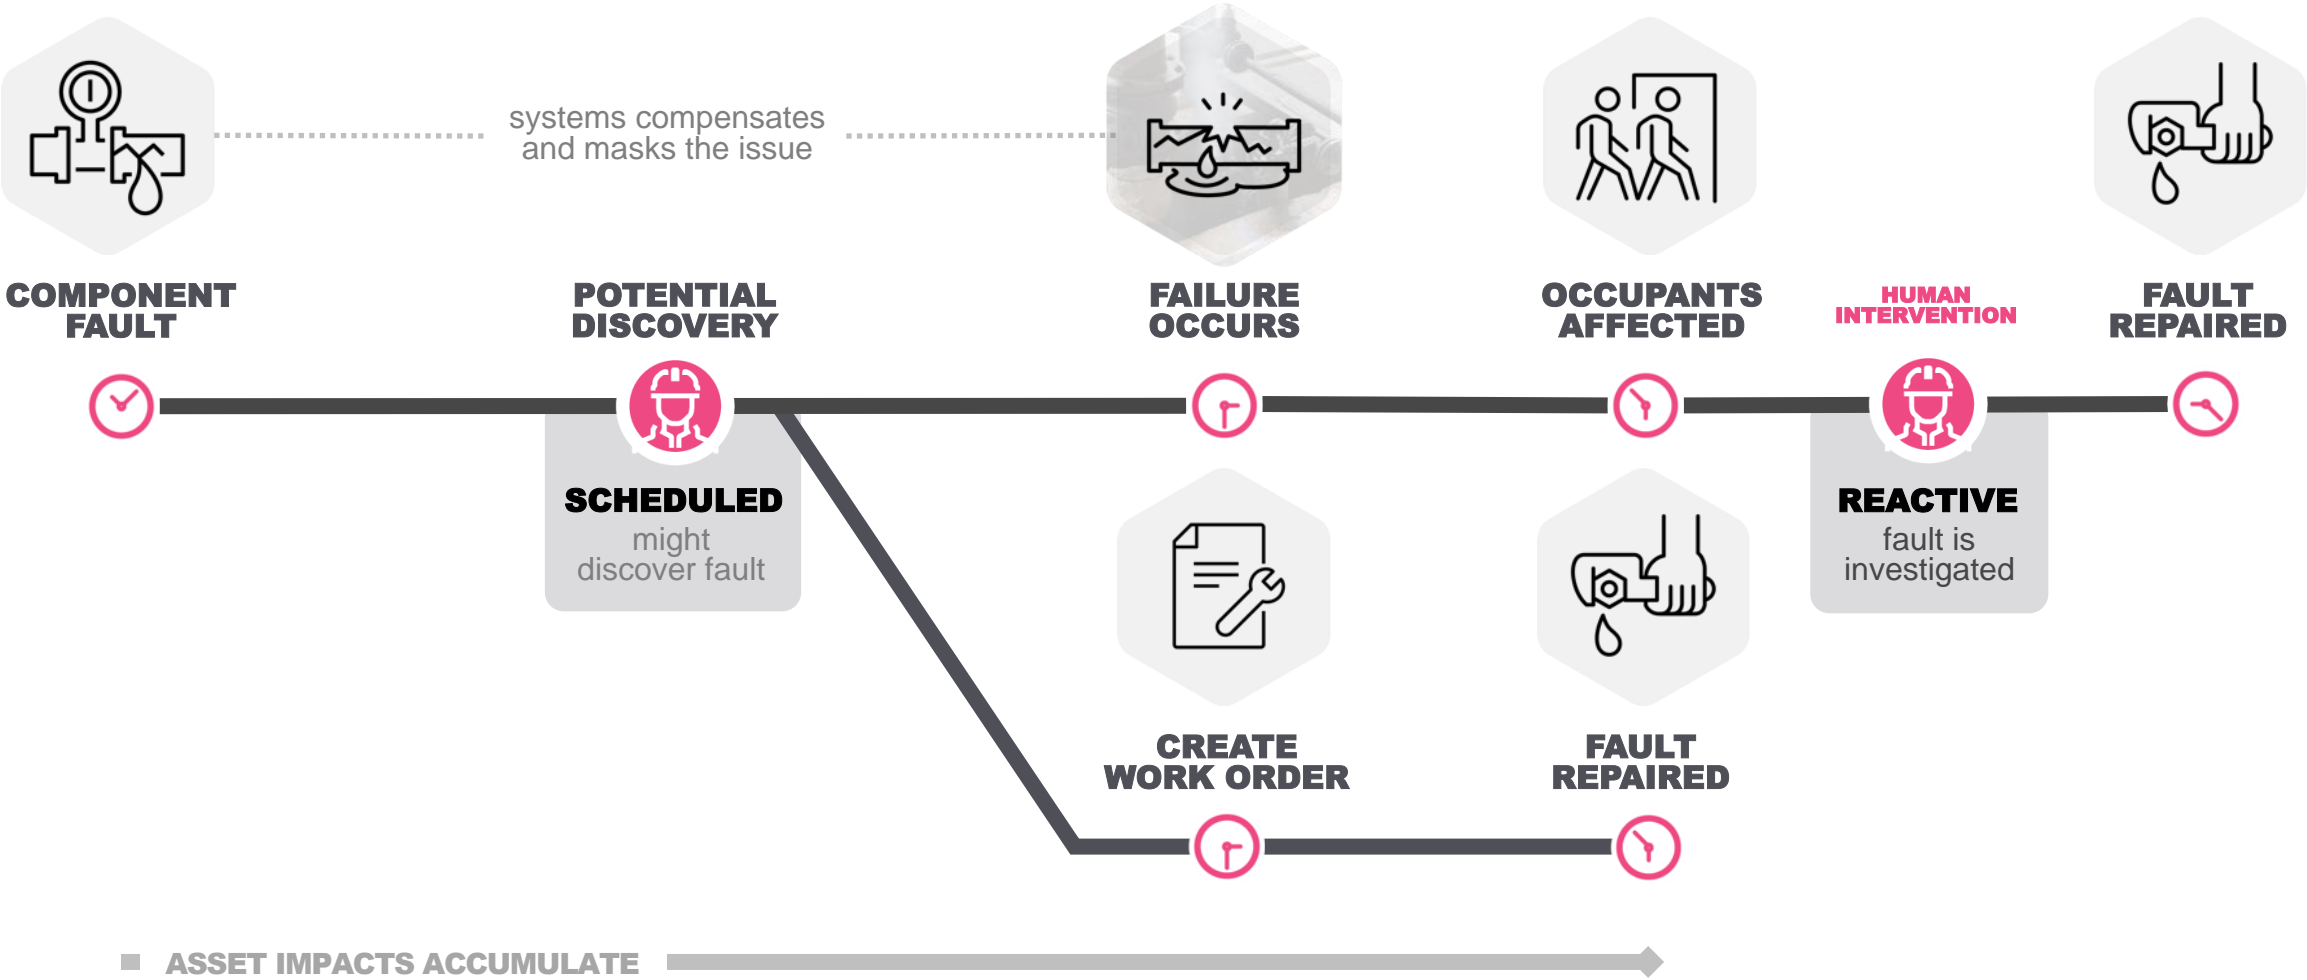 systems compensates
and masks the issue
COMPONENT
FAULT
POTENTIAL
DISCOVERY
FAILURE
OCCURS
OCCUPANTS
AFFECTED
HUMAN
INTERVENTION
FAULT
REPAIRED
SCHEDULED
might
discover fault
REACTIVE
fault is
investigated
CREATE
WORK ORDER
FAULT
REPAIRED
ASSET IMPACTS ACCUMULATE